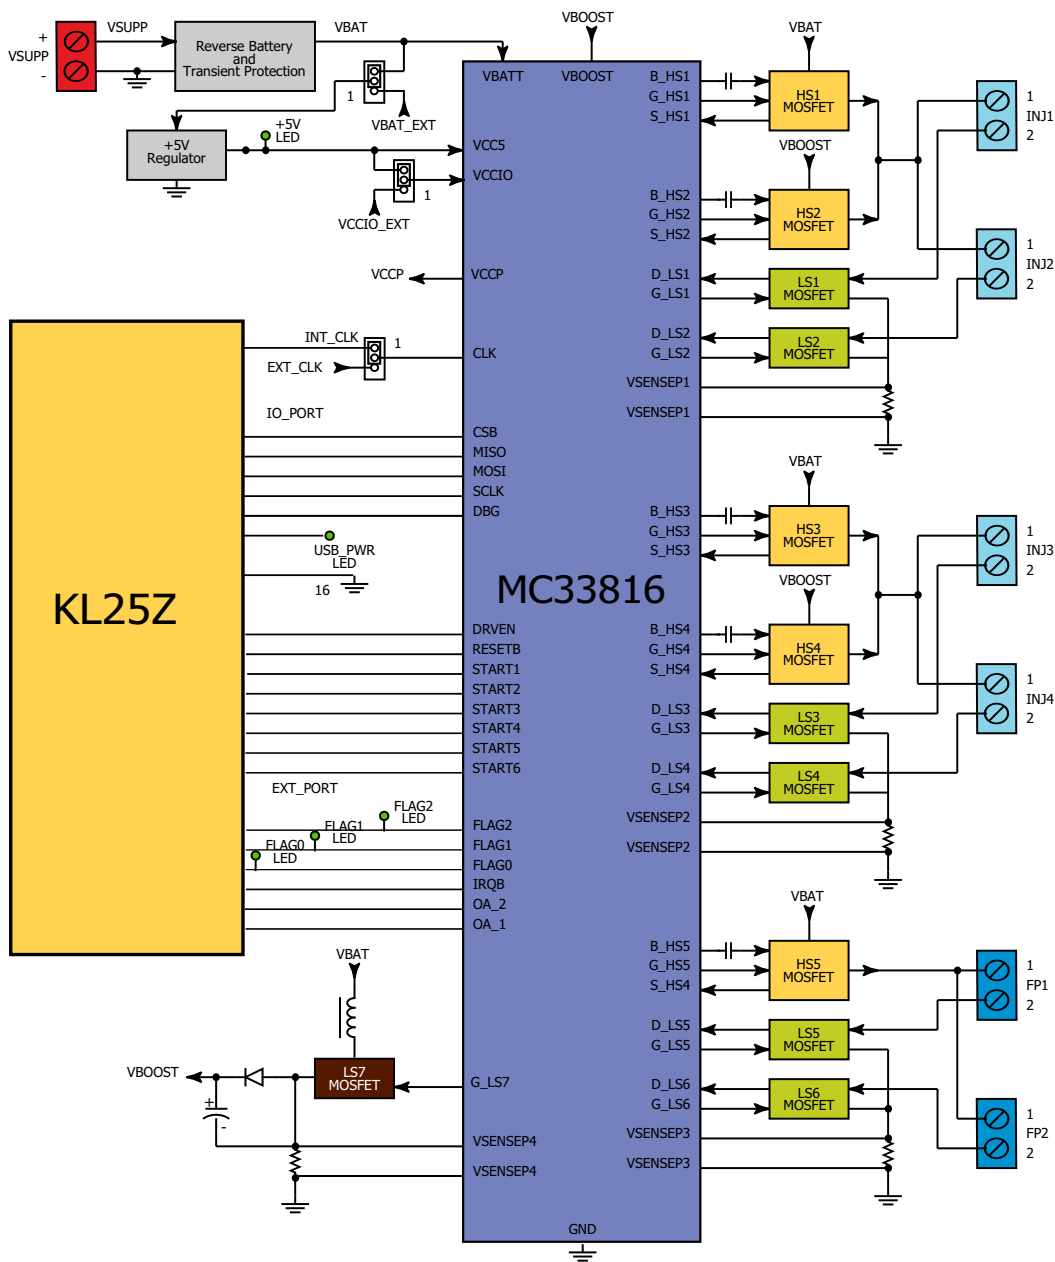 +
VSUPP
-
VSUPP
Reverse Battery
and
Transient Protection
VBAT
1
VBAT_EXT
+5V
Regulator
+5V
LED
1
VCCIO_EXT
VCCP
KL25Z
INT_CLK
1
EXT_CLK
IO_PORT
USB_PWR
LED
16
EXT_PORT
FLAG2
LED
FLAG1
LED
FLAG0
LED
VBAT
LS7
MOSFET
VBOOST
+
-
VBOOST
MC33816
VBATT
VBOOST
VCC5
VCCIO
VCCP
CLK
CSB
MISO
MOSI
SCLK
DBG
DRVEN
RESETB
START1
START2
START3
START4
START5
START6
FLAG2
FLAG1
FLAG0
IRQB
OA_2
OA_1
G_LS7
VSENSEP4
VSENSEP4
GND
B_HS1
G_HS1
S_HS1
B_HS2
G_HS2
S_HS2
D_LS1
G_LS1
D_LS2
G_LS2
VSENSEP1
VSENSEP1
B_HS3
G_HS3
S_HS3
B_HS4
G_HS4
S_HS4
D_LS3
G_LS3
D_LS4
G_LS4
VSENSEP2
VSENSEP2
B_HS5
G_HS5
S_HS4
D_LS5
G_LS5
D_LS6
G_LS6
VSENSEP3
VSENSEP3
VBAT
HS1
MOSFET
VBOOST
HS2
MOSFET
LS1
MOSFET
LS2
MOSFET
1
INJ1
2
1
INJ2
2
VBAT
HS3
MOSFET
VBOOST
HS4
MOSFET
LS3
MOSFET
LS4
MOSFET
1
INJ3
2
1
INJ4
2
VBAT
HS5
MOSFET
LS5
MOSFET
LS6
MOSFET
1
FP1
2
1
FP2
2